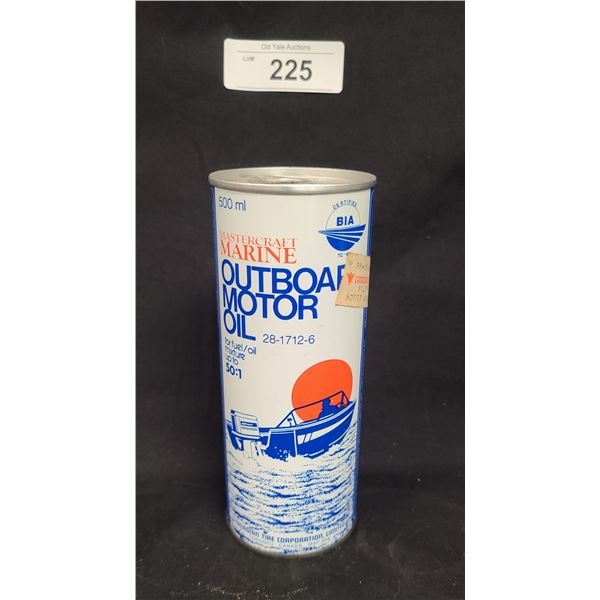 Old Yale Auctions
Lot#:
225
500 ml
CERTIFIED
BIA
MASTERCRAFT
MARINE
OUTBOAR
MOTOR
OIL 28-1712-6
for fuel/oil
mixture
up to
50:1
TIRE CORPORATION, LIMITED
CANADA